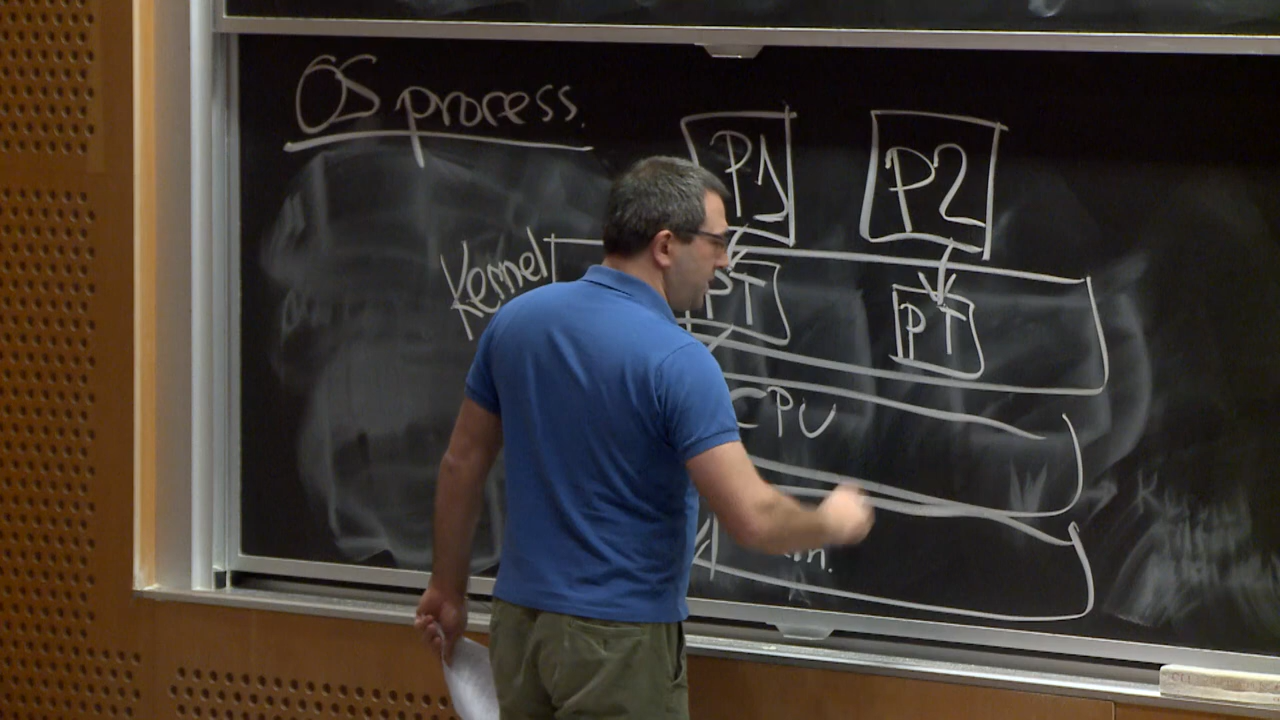 OS process.
P1 P2
Kernel
PT PT
CPU